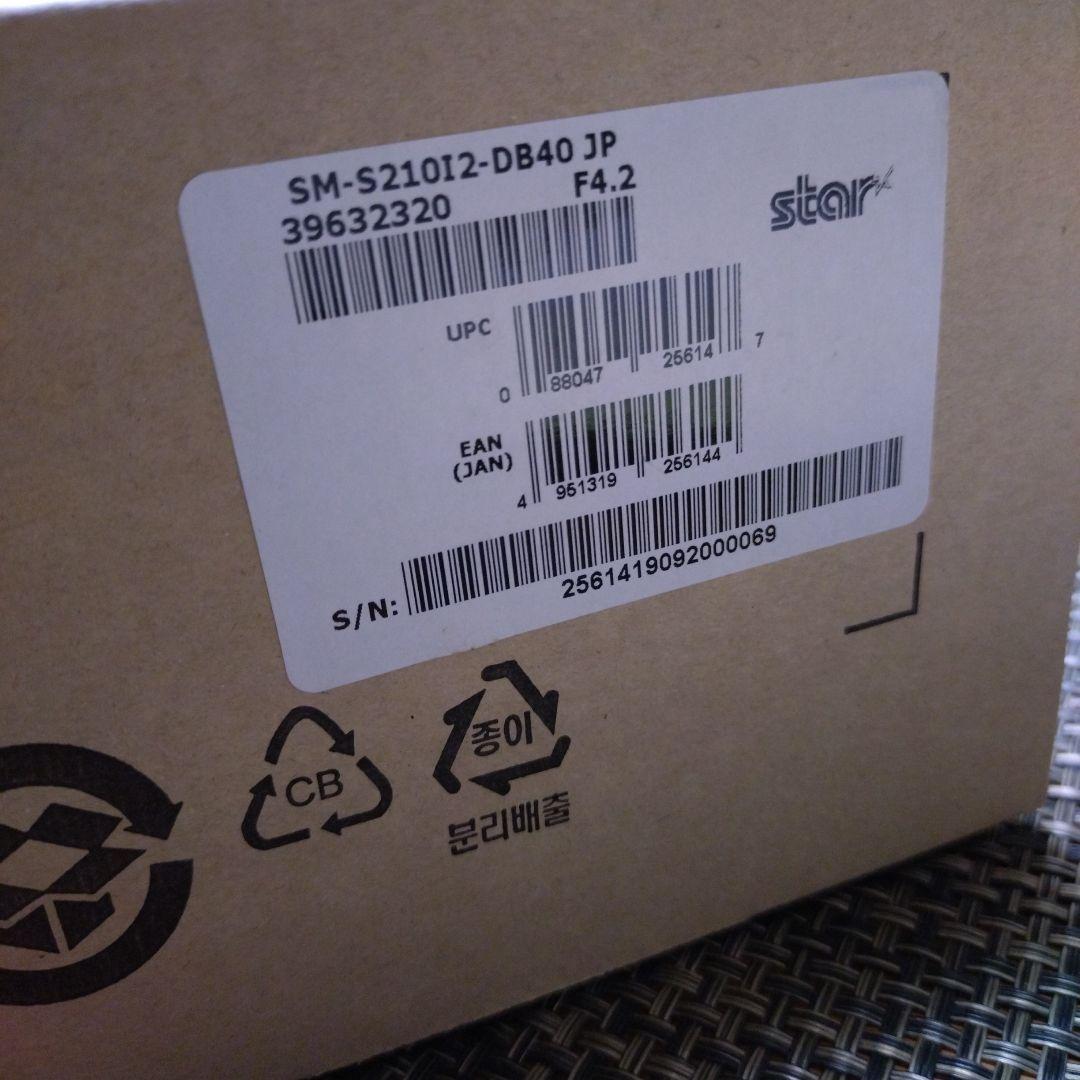 SM-S210I2-DB40 JP
F4.2
39632320
star
UPC
0 88047 25614 7
EAN
(JAN)
4 951319 256144
S/N:
2561419092000069
CB
종이
분리배출